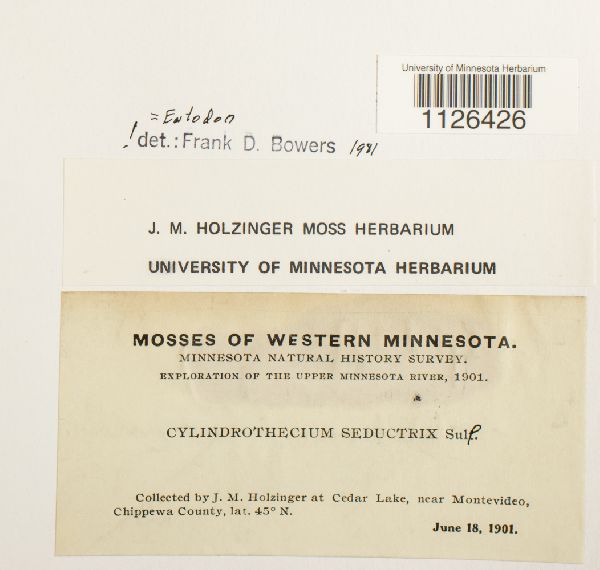 University of Minnesota Herbarium
1126426
= Entodon
! det.: Frank D. Bowers 1981
J. M. HOLZINGER MOSS HERBARIUM
UNIVERSITY OF MINNESOTA HERBARIUM
MOSSES OF WESTERN MINNESOTA.
MINNESOTA NATURAL HISTORY SURVEY.
EXPLORATION OF THE UPPER MINNESOTA RIVER, 1901.
CYLINDROTHECIUM SEDUCTRIX Sulf.
Collected by J. M. Holzinger at Cedar Lake, near Montevideo,
Chippewa County, lat. 45° N.
June 18, 1901.